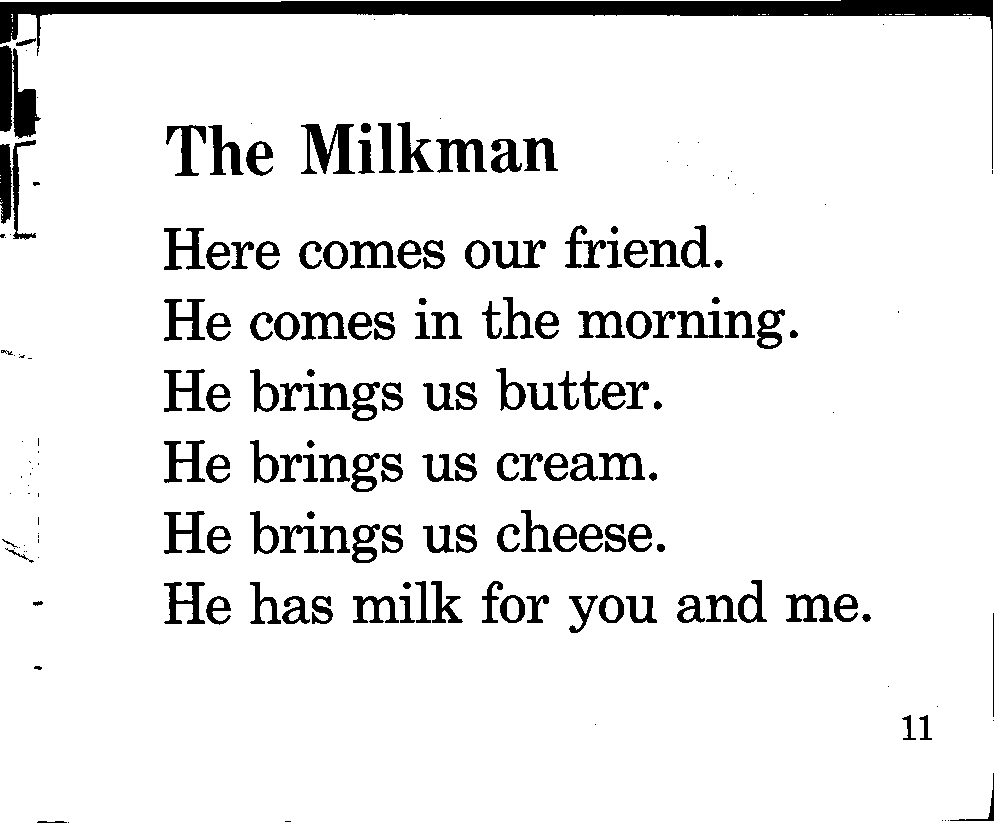 The Milkman
Here comes our friend.
He comes in the morning.
He brings us butter.
He brings us cream.
He brings us cheese.
He has milk for you and me.
11